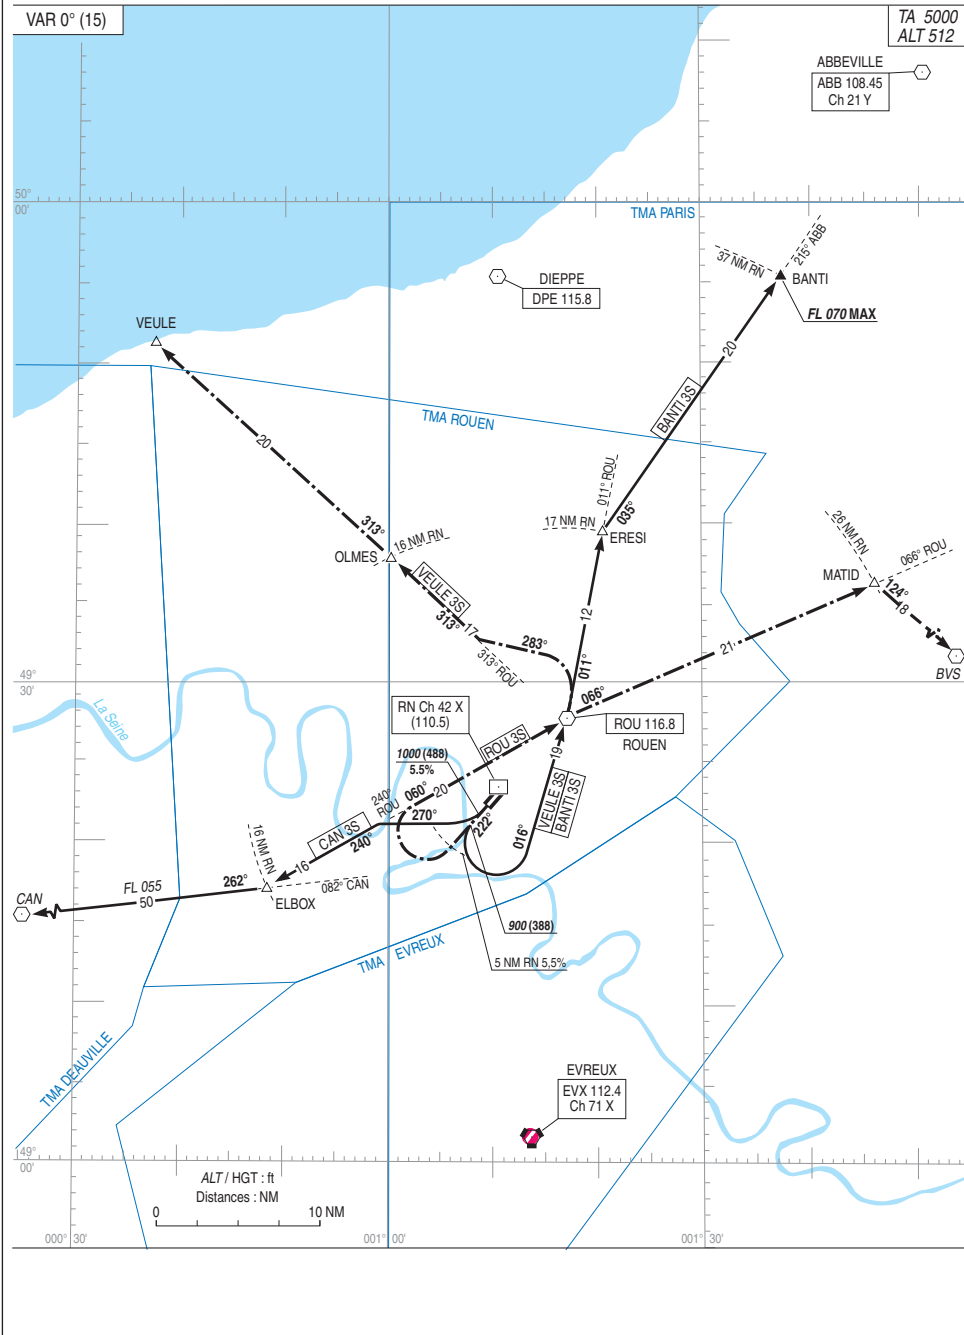 VAR 0° (15)
TA 5000
ALT 512
ABBEVILLE
ABB 108.45
Ch 21 Y
50°
00'
TMA PARIS
215° ABB
37 NM RN
BANTI
FL 070 MAX
DIEPPE
DPE 115.8
VEULE
20
BANTI 3S
TMA ROUEN
20
011° ROU
035°
17 NM RN
ERESI
313°
16 NM RN
OLMES
26 NM RN
066° ROU
MATID
124°
18
BVS
VEULE 3S
313°
17
283°
313° ROU
12
011°
21
066°
49°
30'
La Seine
RN Ch 42 X
(110.5)
ROU 116.8
ROUEN
1000 (488)
5.5%
ROU 3S
19
VEULE 3S
BANTI 3S
240°
ROU
060°
20
270°
222°
016°
CAN 3S
240°
16
16 NM RN
262°
082° CAN
ELBOX
FL 055
50
CAN
900 (388)
5 NM RN 5,5%
TMA EVREUX
TMA DEAUVILLE
EVREUX
EVX 112.4
Ch 71 X
49°
00'
ALT / HGT : ft
Distances : NM
0 10 NM
000° 30'
001° 00'
001° 30'